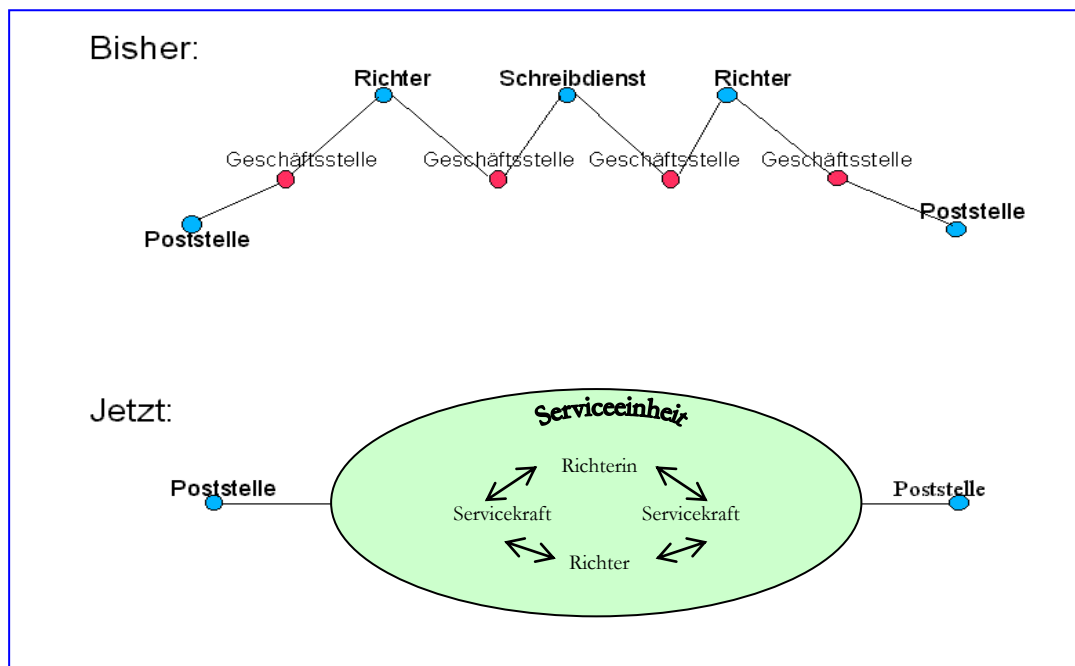 Bisher:
Richter Schreibdienst Richter
Geschäftsstelle Geschäftsstelle Geschäftsstelle Geschäftsstelle
Poststelle
Poststelle
Jetzt:
Serviceeinheit
Richterin
Poststelle Poststelle
Servicekraft Servicekraft
Richter